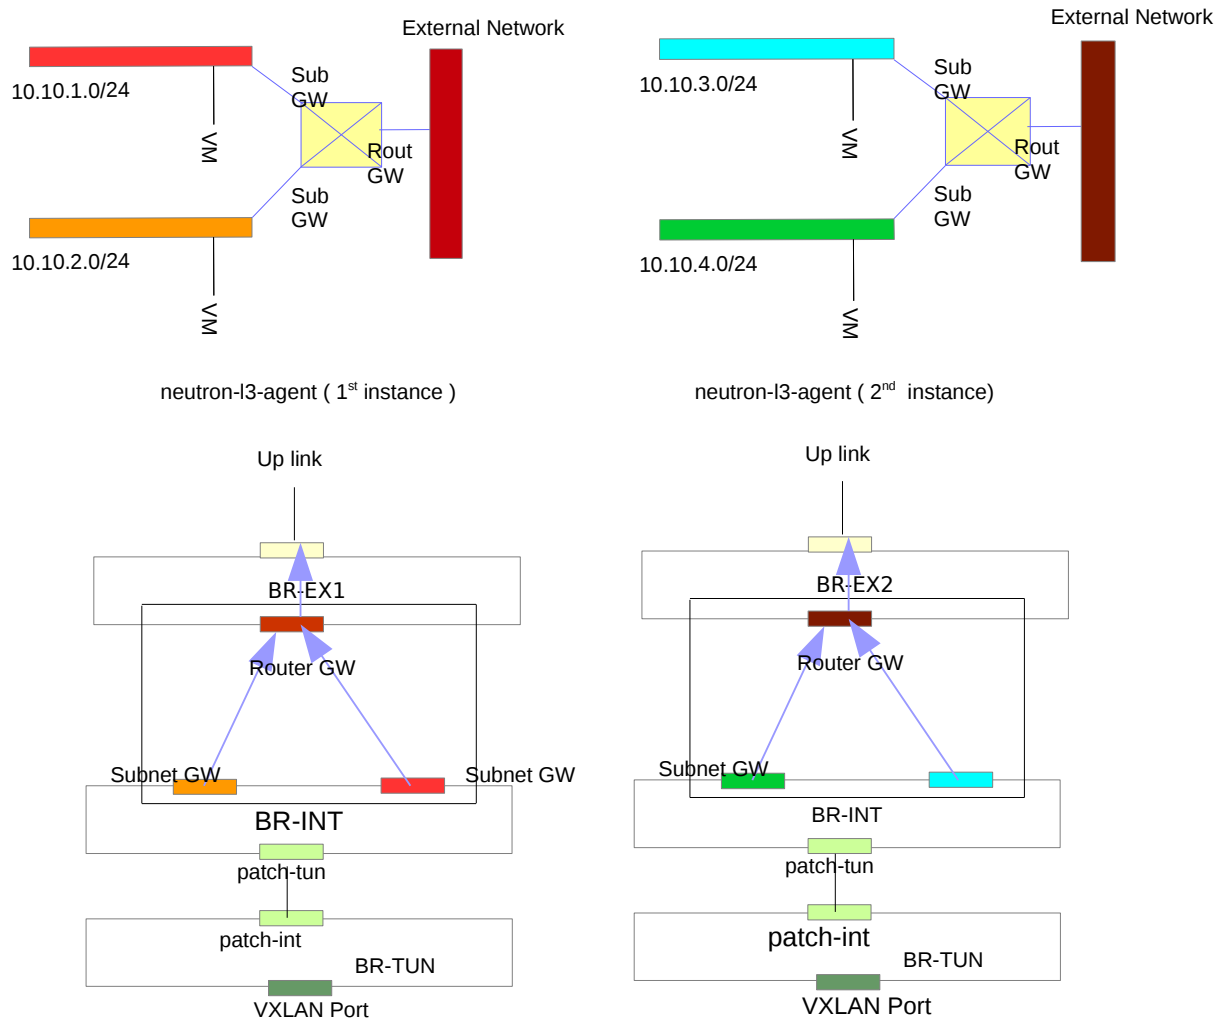 External Network
10.10.1.0/24
Sub
GW
VM
Rout
GW
Sub
GW
10.10.2.0/24
VM
External Network
10.10.3.0/24
Sub
GW
VM
Rout
GW
Sub
GW
10.10.4.0/24
VM
neutron-l3-agent ( 1st instance )
neutron-l3-agent ( 2nd instance)
Up link
BR-EX1
Router GW
Subnet GW
Subnet GW
BR-INT
patch-tun
patch-int
BR-TUN
VXLAN Port
Up link
BR-EX2
Router GW
Subnet GW
BR-INT
patch-tun
patch-int
BR-TUN
VXLAN Port